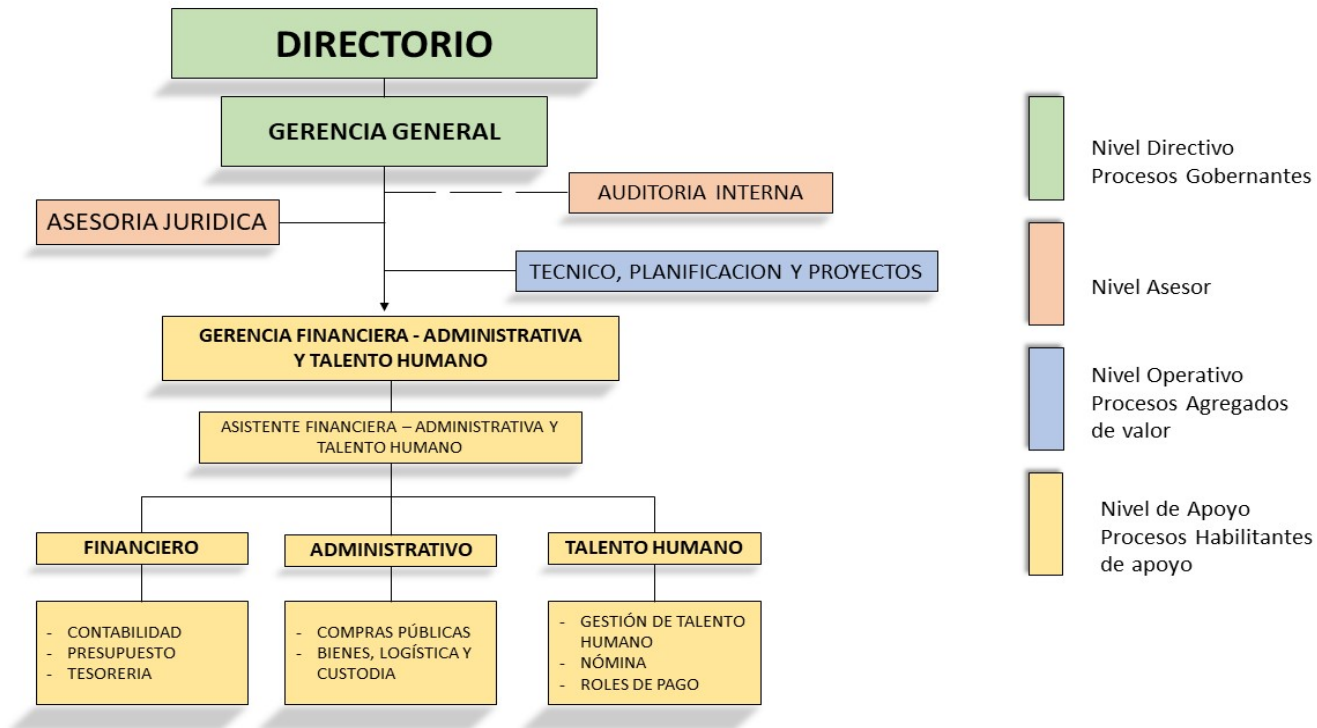 DIRECTORIO
GERENCIA GENERAL
AUDITORIA INTERNA
ASESORIA JURIDICA
TECNICO, PLANIFICACION Y PROYECTOS
GERENCIA FINANCIERA - ADMINISTRATIVA
Y TALENTO HUMANO
ASISTENTE FINANCIERA – ADMINISTRATIVA Y
TALENTO HUMANO
FINANCIERO
ADMINISTRATIVO
TALENTO HUMANO
- CONTABILIDAD
- PRESUPUESTO
- TESORERIA
- COMPRAS PÚBLICAS
- BIENES, LOGÍSTICA Y
CUSTODIA
- GESTIÓN DE TALENTO
HUMANO
- NÓMINA
- ROLES DE PAGO
Nivel Directivo
Procesos Gobernantes
Nivel Asesor
Nivel Operativo
Procesos Agregados
de valor
Nivel de Apoyo
Procesos Habilitantes
de apoyo